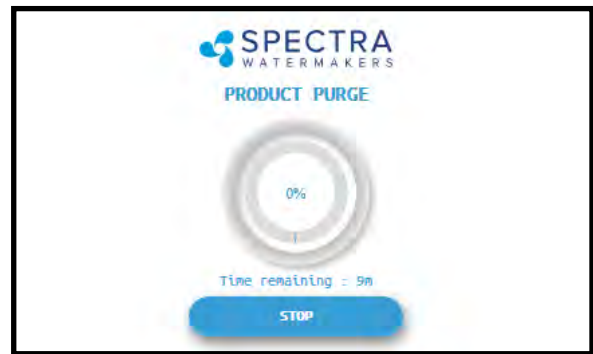 SPECTRA
WATERMAKERS
PRODUCT PURGE
0%
Time remaining : 9m
STOP